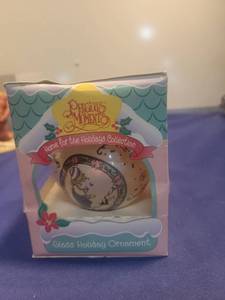 Precious
Moments
Home for the Holidays Collection
Glass Holiday Ornament